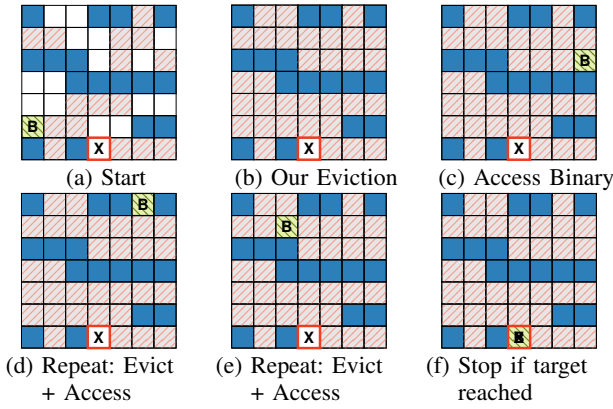 B
X
(a) Start
X
(b) Our Eviction
B
X
(c) Access Binary
B
X
(d) Repeat: Evict
+ Access
B
X
(e) Repeat: Evict
+ Access
(f) Stop if target
reached